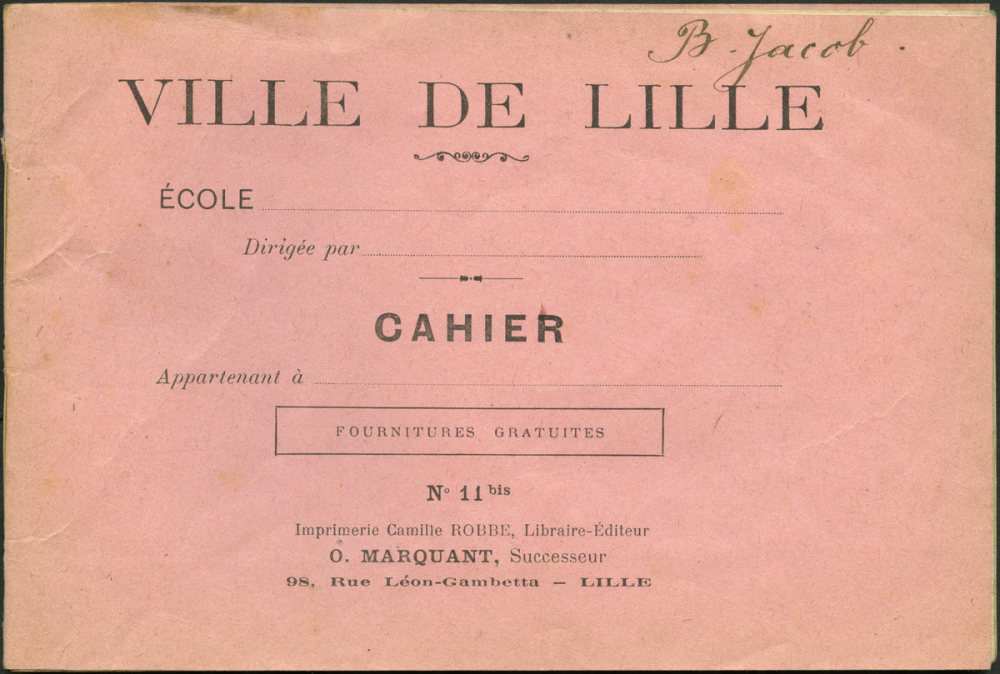 B. Jacob.
VILLE DE LILLE
ÉCOLE
Dirigée par
CAHIER
Appartenant à
FOURNITURES GRATUITES
Nº 11 bis
Imprimerie Camille ROBBE, Libraire-Éditeur
O. MARQUANT, Successeur
98, Rue Léon-Gambetta — LILLE